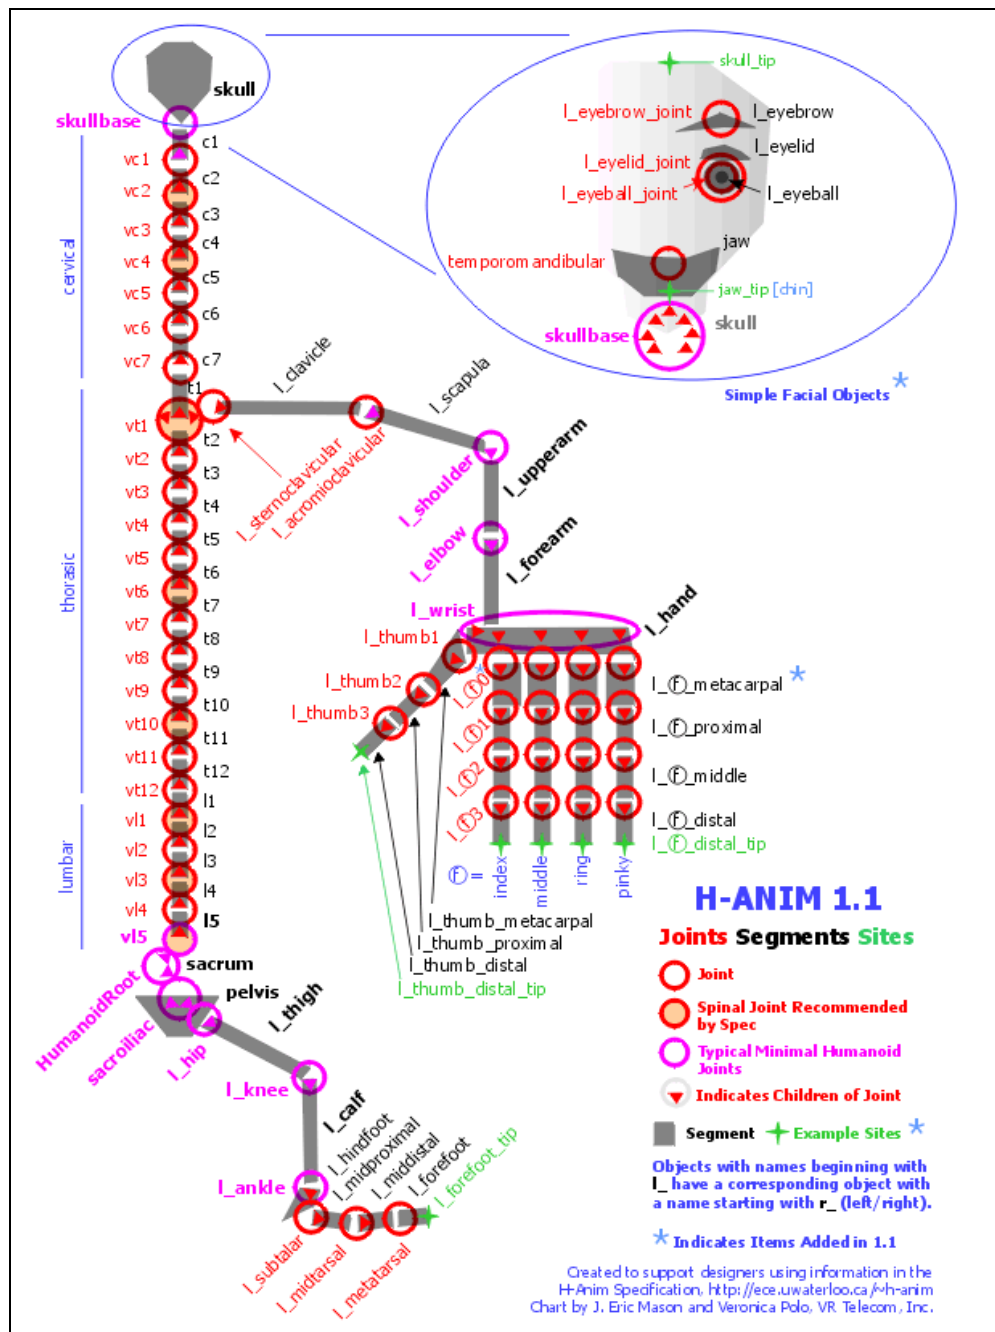 skull
skullbase
cervical
c1
vc1
c2
vc2
c3
vc3
c4
vc4
c5
vc5
c6
vc6
c7
vc7
t1
thorasic
vt1
t2
vt2
t3
vt3
t4
vt4
t5
vt5
t6
vt6
t7
vt7
t8
vt8
t9
vt9
t10
vt10
t11
vt11
t12
vt12
lumbar
l1
vl1
l2
vl2
l3
vl3
l4
vl4
l5
vl5
sacrum
HumanoidRoot
pelvis
sacroiliac
l_hip
l_thigh
l_knee
l_calf
l_ankle
l_hindfoot
l_midproximal
l_middistal
l_forefoot
l_forefoot_tip
l_subtalar
l_midtarsal
l_metatarsal
l_clavicle
l_scapula
l_sternoclavicular
l_acromioclavicular
l_shoulder
l_upperarm
l_elbow
l_forearm
l_wrist
l_hand
l_thumb1
l_thumb2
l_thumb3
l_ⓕ0*
l_ⓕ1
l_ⓕ2
l_ⓕ3
l_ⓕ_metacarpal *
l_ⓕ_proximal
l_ⓕ_middle
l_ⓕ_distal
l_ⓕ_distal_tip
ⓕ = index middle ring pinky
l_thumb_metacarpal
l_thumb_proximal
l_thumb_distal
l_thumb_distal_tip
skull_tip
l_eyebrow_joint
l_eyebrow
l_eyelid
l_eyelid_joint
l_eyeball_joint
l_eyeball
jaw
temporomandibular
jaw_tip [chin]
skull
skullbase
Simple Facial Objects *
H-ANIM 1.1
Joints Segments Sites
Joint
Spinal Joint Recommended
by Spec
Typical Minimal Humanoid
Joints
Indicates Children of Joint
Segment Example Sites *
Objects with names beginning with
l_ have a corresponding object with
a name starting with r_ (left/right).
* Indicates Items Added in 1.1
Created to support designers using information in the
H-Anim Specification, http://ece.uwaterloo.ca/~h-anim
Chart by J. Eric Mason and Veronica Polo, VR Telecom, Inc.